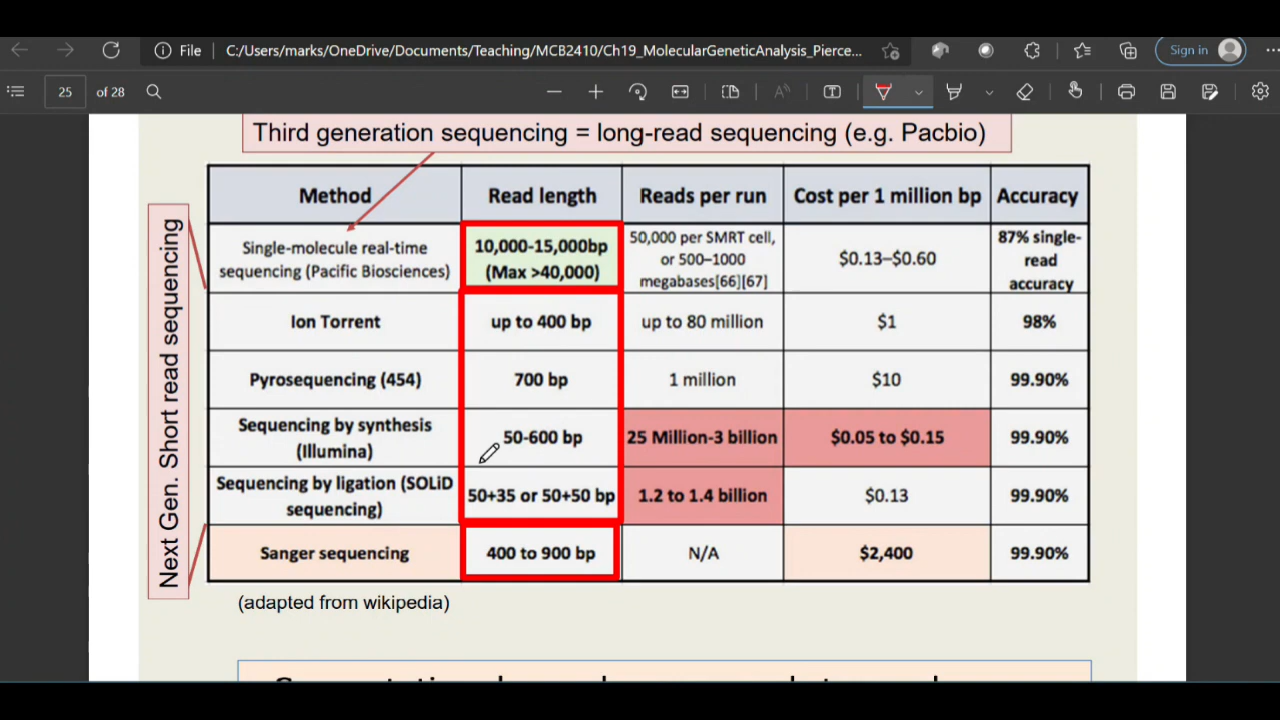 File
C:/Users/marks/OneDrive/Documents/Teaching/MCB2410/Ch19_MolecularGeneticAnalysis_Pierce...
Sign in
25 of 28
Third generation sequencing = long-read sequencing (e.g. Pacbio)
Next Gen. Short read sequencing
Method Read length Reads per run Cost per 1 million bp Accuracy
Single-molecule real-time
sequencing (Pacific Biosciences)
10,000-15,000bp
(Max >40,000)
50,000 per SMRT cell,
or 500–1000
megabases[66][67]
$0.13–$0.60
87% single-
read
accuracy
Ion Torrent up to 400 bp up to 80 million $1 98%
Pyrosequencing (454) 700 bp 1 million $10 99.90%
Sequencing by synthesis
(Illumina)
50-600 bp 25 Million-3 billion $0.05 to $0.15 99.90%
Sequencing by ligation (SOLiD
sequencing)
50+35 or 50+50 bp 1.2 to 1.4 billion $0.13 99.90%
Sanger sequencing 400 to 900 bp N/A $2,400 99.90%
(adapted from wikipedia)